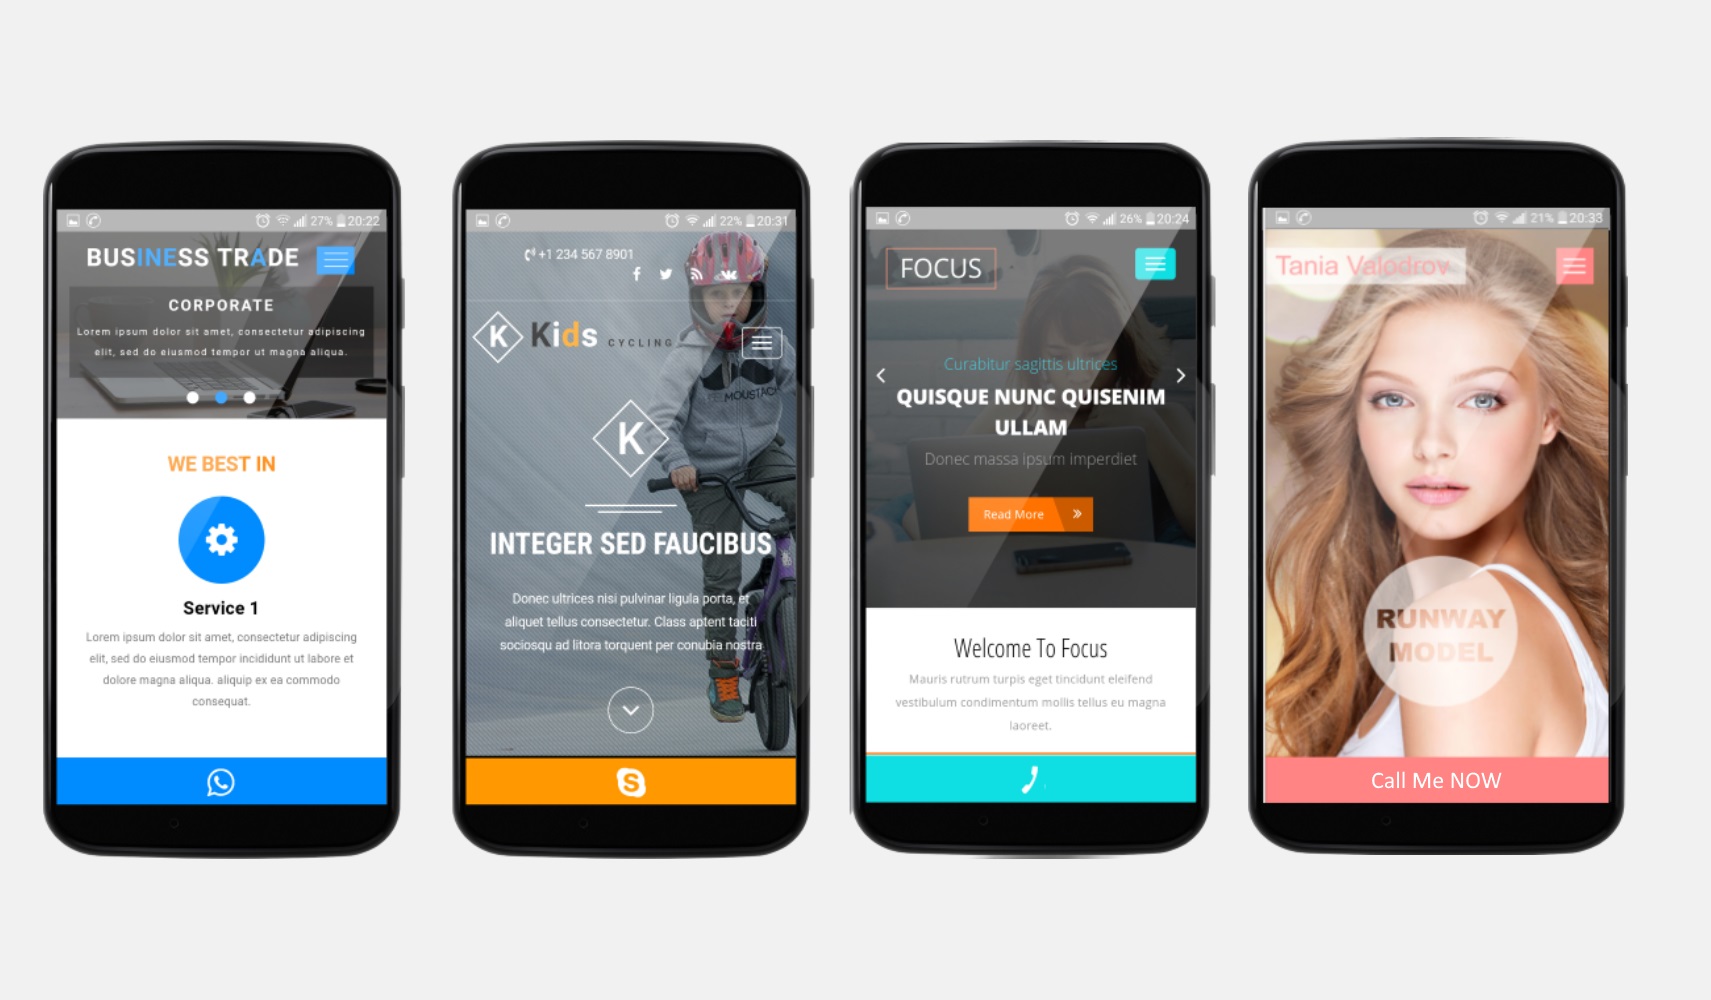 27% 20:22
BUSINESS TRADE
CORPORATE
Lorem ipsum dolor sit amet, consectetur adipiscing
elit, sed do eiusmod tempor ut magna aliqua.
WE BEST IN
Service 1
Lorem ipsum dolor sit amet, consectetur adipiscing
elit, sed do eiusmod tempor incididunt ut labore et
dolore magna aliqua. aliquip ex ea commodo
consequat.
22% 20:31
+1 234 567 8901
K Kids CYCLING
MOUSTACH
K
INTEGER SED FAUCIBUS
Donec ultrices nisi pulvinar ligula porta, et
aliquet tellus consectetur. Class aptent taciti
sociosqu ad litora torquent per conubia nostra
26% 20:24
FOCUS
Curabitur sagittis ultrices
QUISQUE NUNC QUISENIM
ULLAM
Donec massa ipsum imperdiet
Read More
Welcome To Focus
Mauris rutrum turpis eget tincidunt eleifend
vestibulum condimentum mollis tellus eu magna
laoreet.
21% 20:33
Tania Valodrov
RUNWAY
MODEL
Call Me NOW